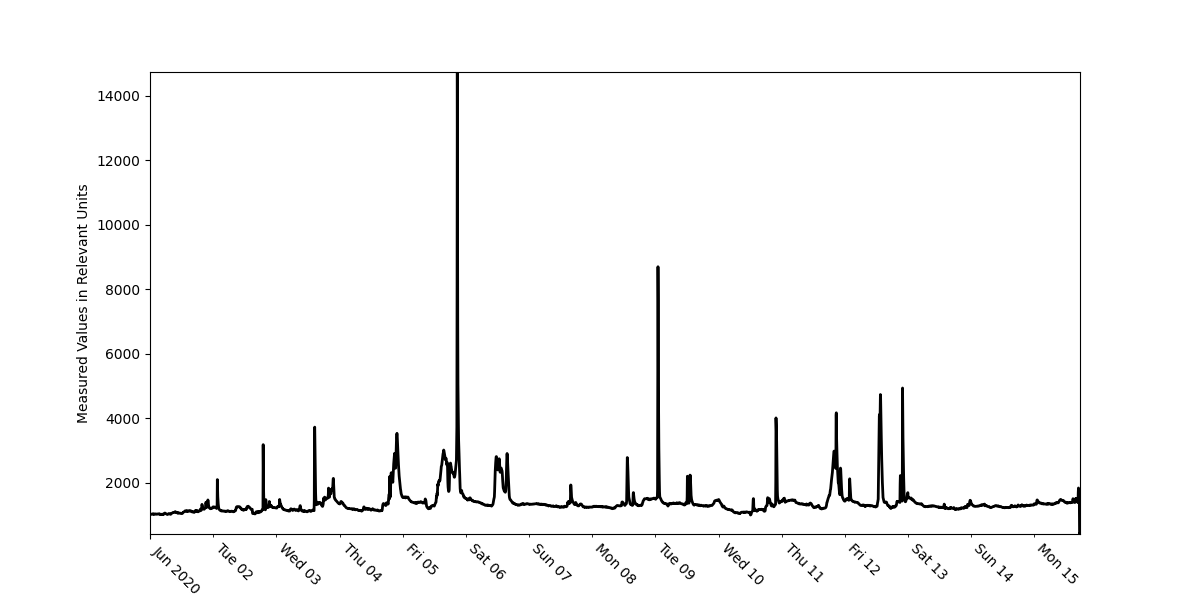 14000
12000
10000
8000
6000
4000
2000
Measured Values in Relevant Units
Jun 2020
Tue 02
Wed 03
Thu 04
Fri 05
Sat 06
Sun 07
Mon 08
Tue 09
Wed 10
Thu 11
Fri 12
Sat 13
Sun 14
Mon 15